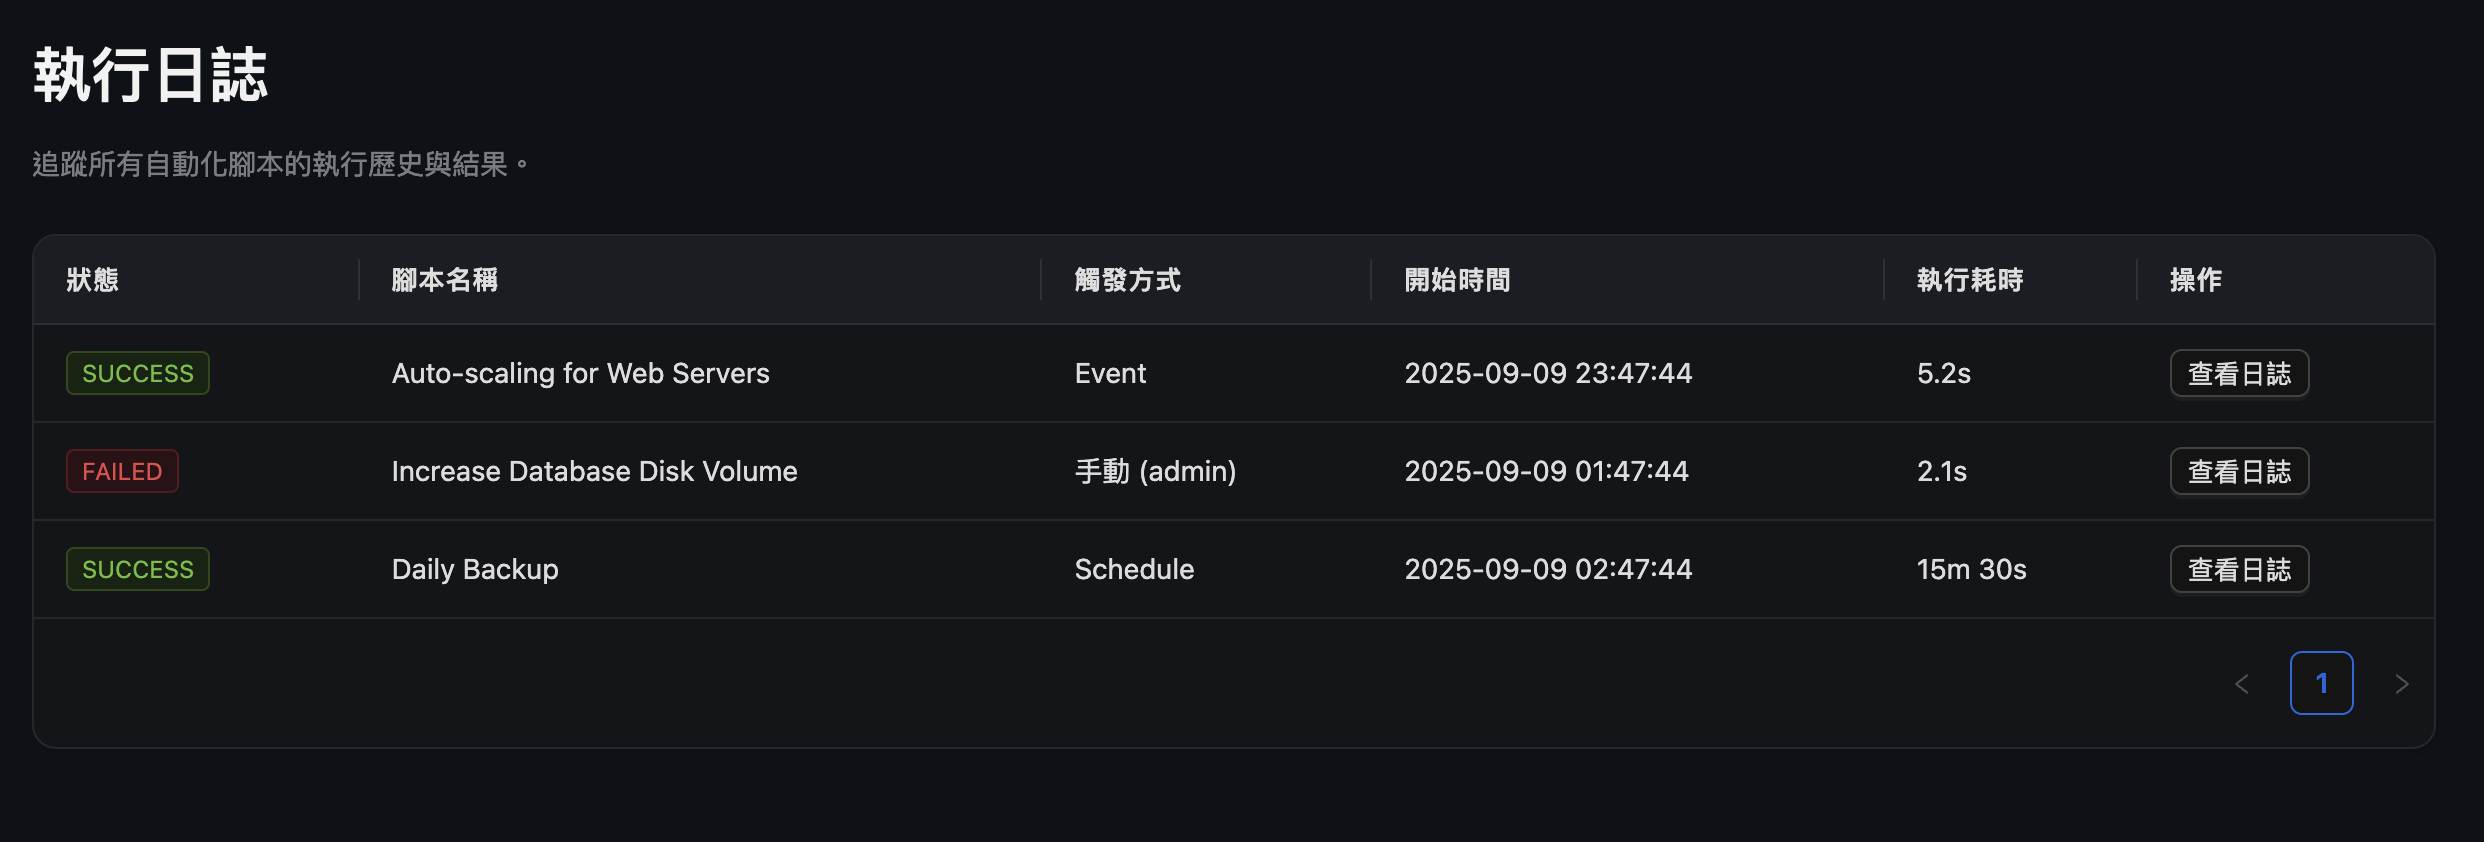 執行日誌
追蹤所有自動化腳本的執行歷史與結果。
狀態 腳本名稱 觸發方式 開始時間 執行耗時 操作
SUCCESS Auto-scaling for Web Servers Event 2025-09-09 23:47:44 5.2s 查看日誌
FAILED Increase Database Disk Volume 手動 (admin) 2025-09-09 01:47:44 2.1s 查看日誌
SUCCESS Daily Backup Schedule 2025-09-09 02:47:44 15m 30s 查看日誌
< 1 >